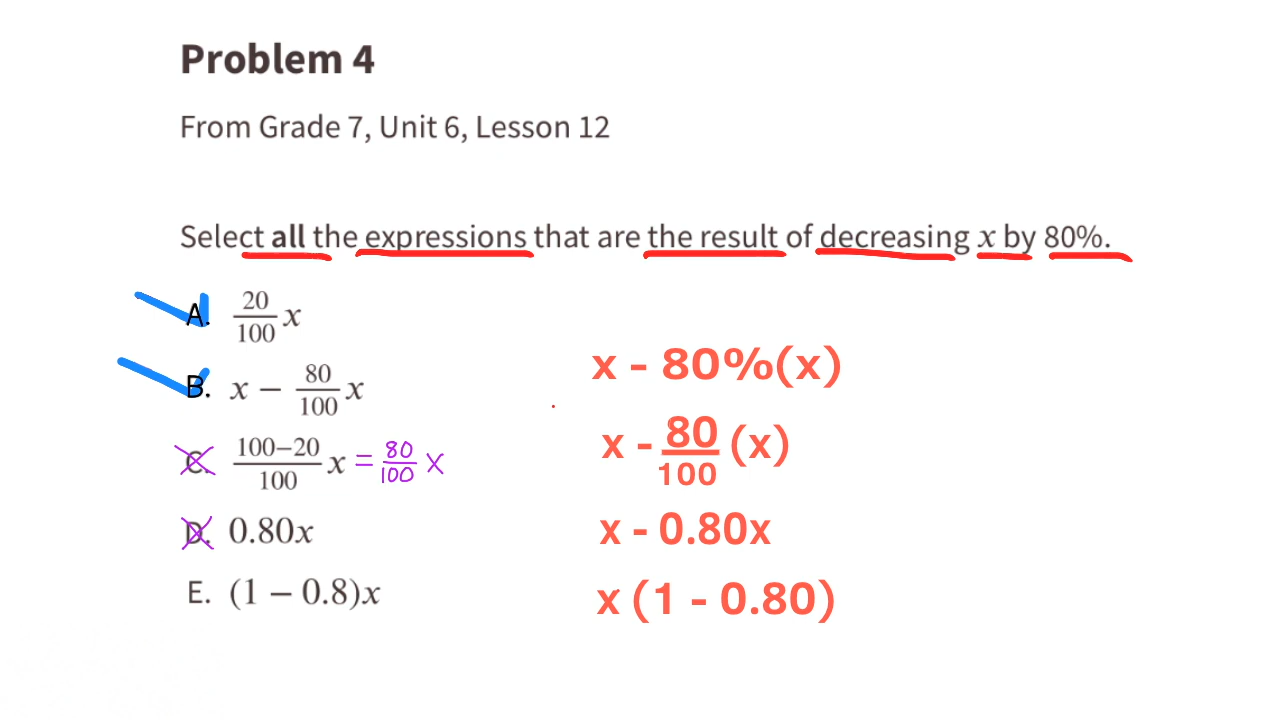 Problem 4
From Grade 7, Unit 6, Lesson 12
Select all the expressions that are the result of decreasing x by 80%.
A. 20/100 x
B. x − 80/100 x
C. 100−20/100 x = 80/100 x
D. 0.80x
E. (1 − 0.8)x
x - 80%(x)
x - 80/100 (x)
x - 0.80x
x (1 - 0.80)